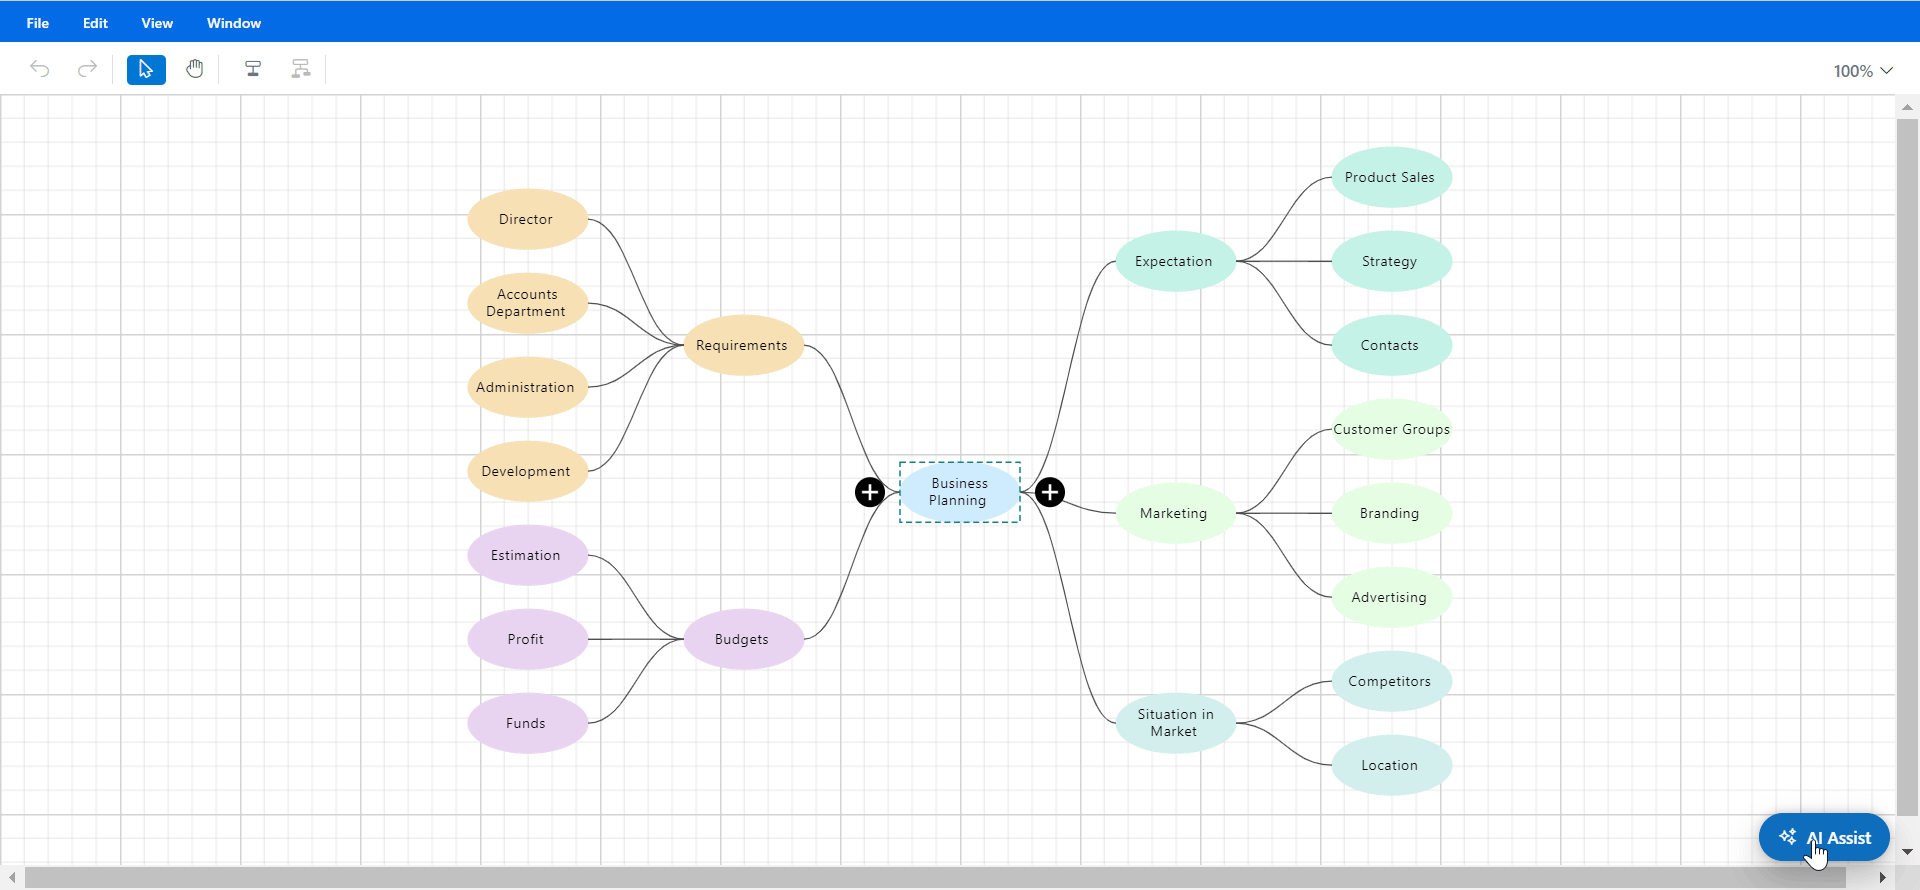 File Edit View Window
100%
Director
Accounts
Department
Administration
Development
Requirements
Estimation
Profit
Funds
Budgets
Business
Planning
Expectation
Product Sales
Strategy
Contacts
Marketing
Customer Groups
Branding
Advertising
Situation in
Market
Competitors
Location
AI Assist